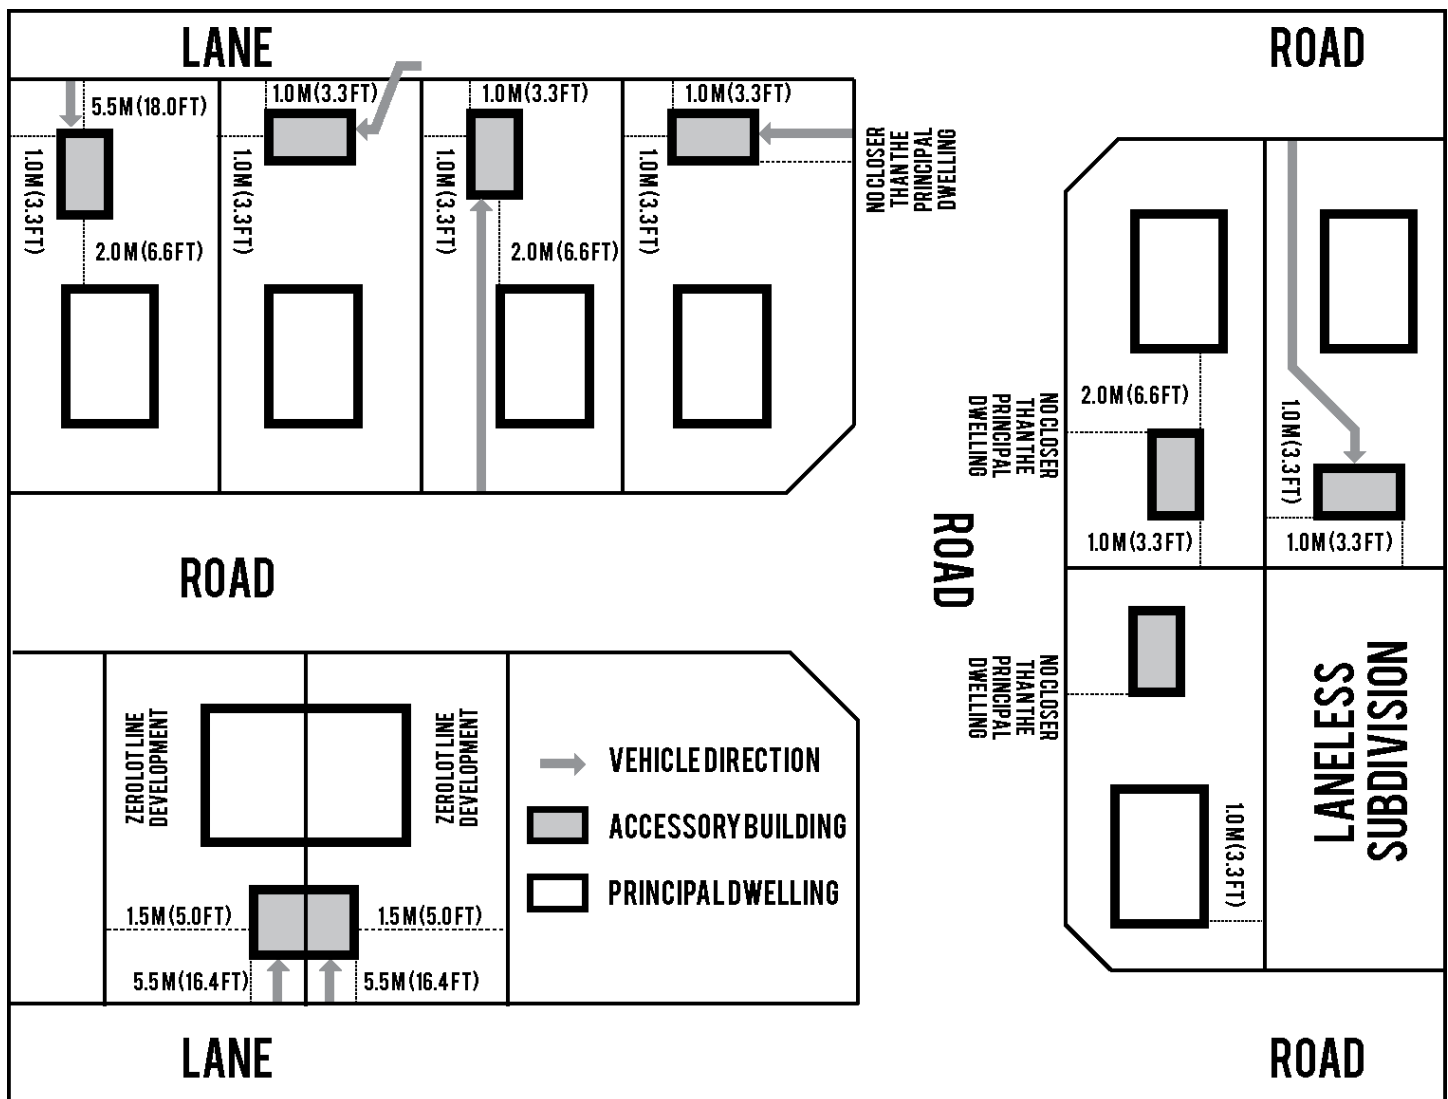 LANE
ROAD
5.5M (18.0FT)
1.0M (3.3FT)
1.0M (3.3FT)
1.0M (3.3FT)
1.0M (3.3FT)
1.0M (3.3FT)
1.0M (3.3FT)
1.0M (3.3FT)
NO CLOSER
THAN THE
PRINCIPAL
DWELLING
2.0M (6.6FT)
2.0M (6.6FT)
2.0M (6.6FT)
NO CLOSER
THAN THE
PRINCIPAL
DWELLING
1.0M (3.3FT)
1.0M (3.3FT)
1.0M (3.3FT)
ROAD
ROAD
NO CLOSER
THAN THE
PRINCIPAL
DWELLING
LANELESS
SUBDIVISION
ZERO LOT LINE
DEVELOPMENT
ZERO LOT LINE
DEVELOPMENT
VEHICLE DIRECTION
ACCESSORY BUILDING
PRINCIPAL DWELLING
1.0M (3.3FT)
1.5M (5.0FT)
1.5M (5.0FT)
5.5M (16.4FT)
5.5M (16.4FT)
LANE
ROAD